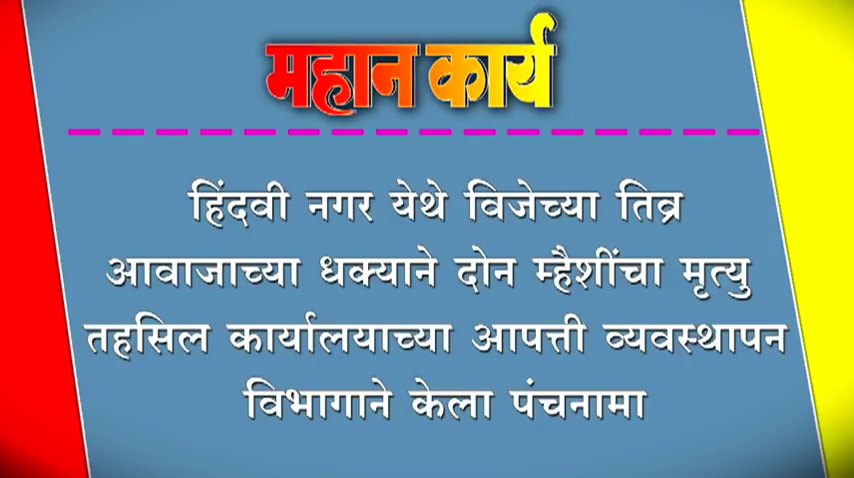 महान कार्य
हिंदवी नगर येथे विजेच्या तिव्र
आवाजाच्या धक्याने दोन म्हैशींचा मृत्यु
तहसिल कार्यालयाच्या आपत्ती व्यवस्थापन
विभागाने केला पंचनामा